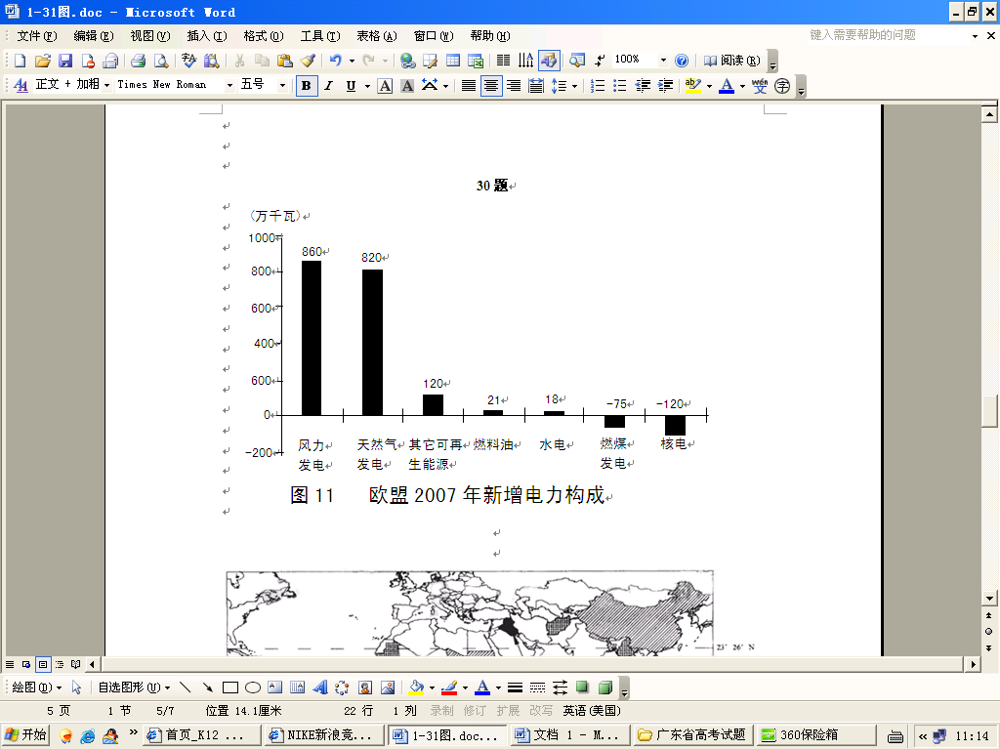 1-31图.doc - Microsoft Word
文件(F) 编辑(E) 视图(V) 插入(I) 格式(O) 工具(T) 表格(A) 窗口(W) 帮助(H) 键入需要帮助的问题
100% 阅读(R)
正文 + 加粗 Times New Roman 五号 B I U A A A
30 题
(万千瓦)
1000
860
820
800
600
400
600
120
21
18
-75
-120
0
-200
风力发电
天然气发电
其它可再生能源
燃料油
水电
燃煤发电
核电
图 11 欧盟 2007 年新增电力构成
23° 26′ N
绘图(D) 自选图形(U)
5 页 1 节 5/7 位置 14.1厘米 22 行 1 列 录制 修订 扩展 改写 英语(美国)
开始 首页_K12 ... NIKE新浪竞... 1-31图.doc... 文档 1 - M... 广东省高考试题 360保险箱 11:14